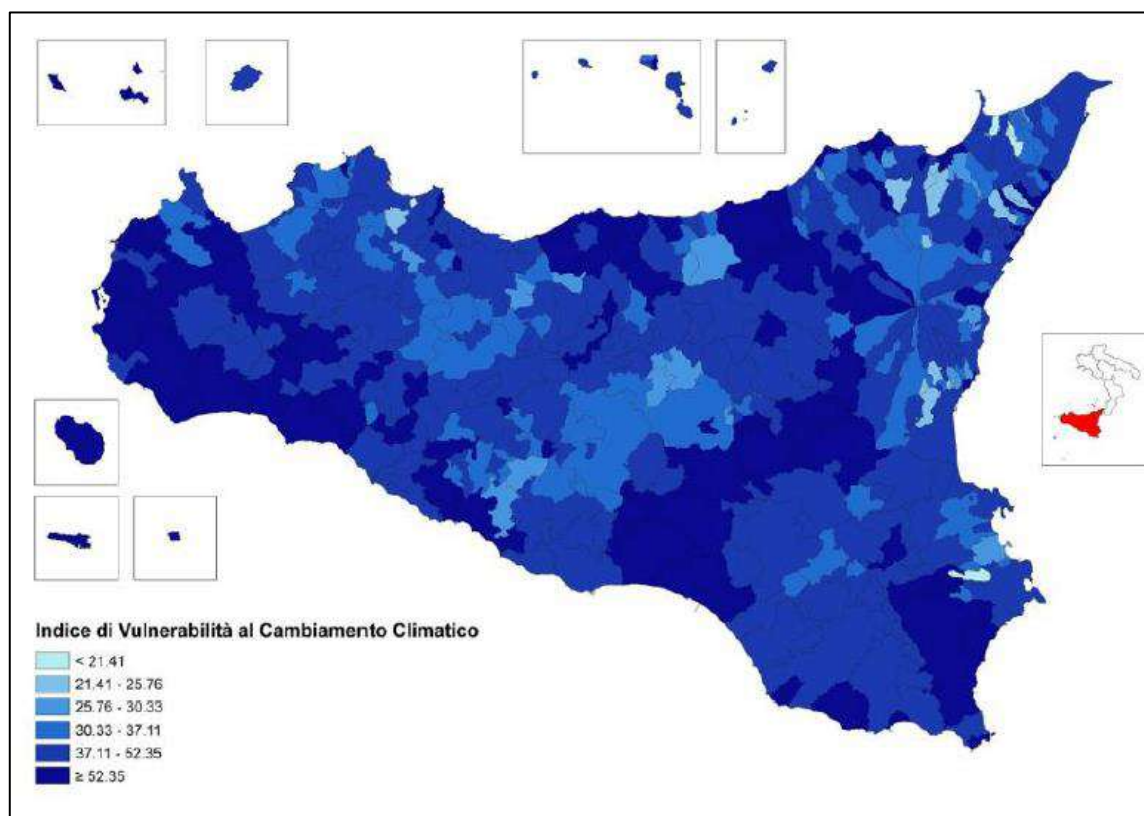 Indice di Vulnerabilità al Cambiamento Climatico
< 21.41
21.41 - 25.76
25.76 - 30.33
30.33 - 37.11
37.11 - 52.35
≥ 52.35